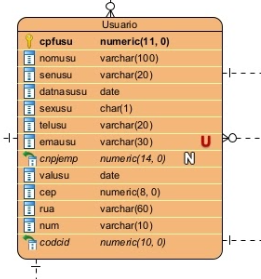 Usuario
cpfusu numeric(11, 0)
nomusu varchar(100)
senusu varchar(20)
datnasusu date
sexusu char(1)
telusu varchar(20)
emausu varchar(30) U
cnpjemp numeric(14, 0) N
valusu date
cep numeric(8, 0)
rua varchar(60)
num varchar(10)
codcid numeric(10, 0)